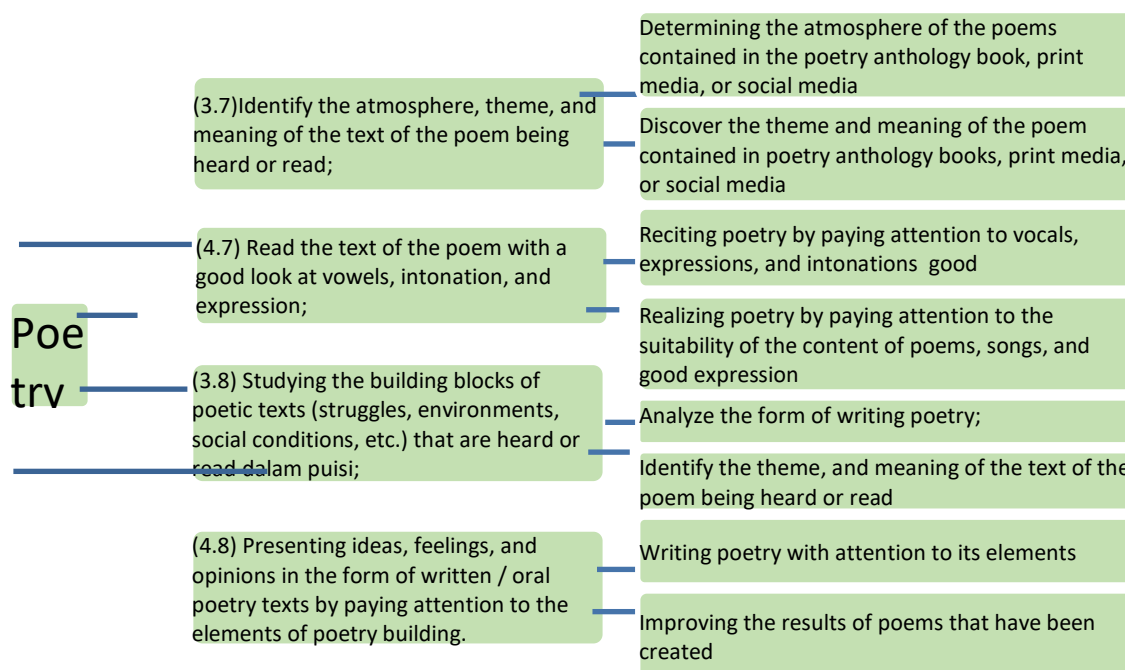 Poe
try
(3.7)Identify the atmosphere, theme, and
meaning of the text of the poem being
heard or read;
Determining the atmosphere of the poems
contained in the poetry anthology book, print
media, or social media
Discover the theme and meaning of the poem
contained in poetry anthology books, print media,
or social media
(4.7) Read the text of the poem with a
good look at vowels, intonation, and
expression;
Reciting poetry by paying attention to vocals,
expressions, and intonations good
Realizing poetry by paying attention to the
suitability of the content of poems, songs, and
good expression
(3.8) Studying the building blocks of
poetic texts (struggles, environments,
social conditions, etc.) that are heard or
read dalam puisi;
Analyze the form of writing poetry;
Identify the theme, and meaning of the text of the
poem being heard or read
(4.8) Presenting ideas, feelings, and
opinions in the form of written / oral
poetry texts by paying attention to the
elements of poetry building.
Writing poetry with attention to its elements
Improving the results of poems that have been
created